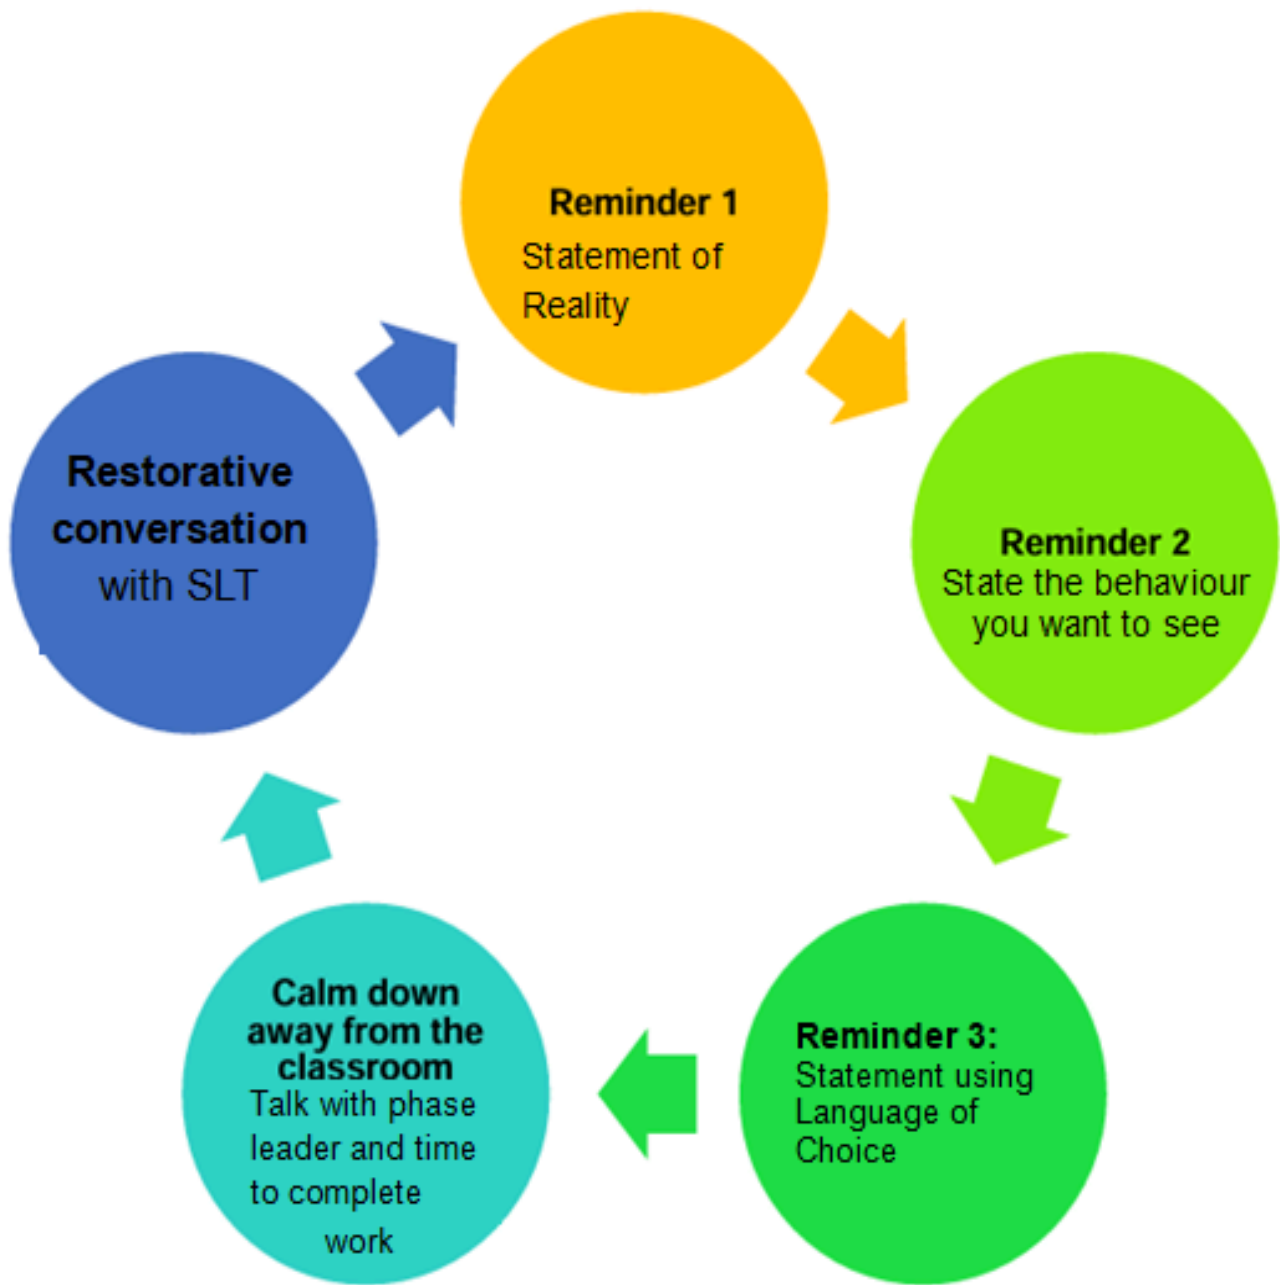 Reminder 1
Statement of
Reality
Reminder 2
State the behaviour
you want to see
Reminder 3:
Statement using
Language of
Choice
Calm down
away from the
classroom
Talk with phase
leader and time
to complete
work
Restorative
conversation
with SLT